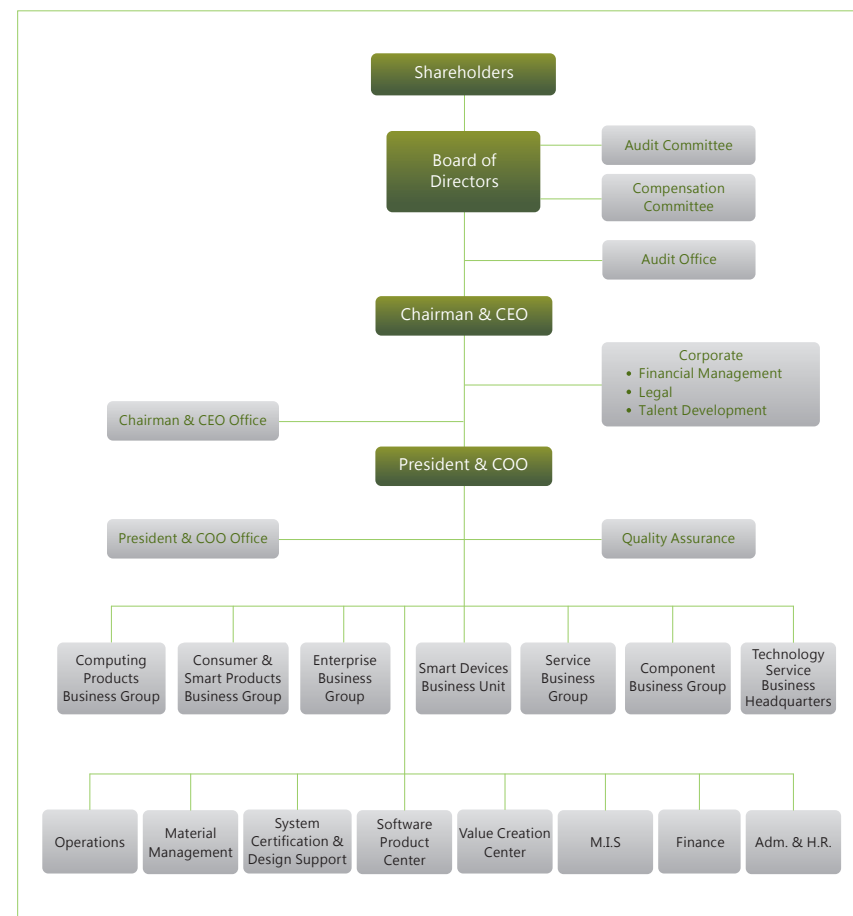 Shareholders
Board of
Directors
Audit Committee
Compensation
Committee
Audit Office
Chairman & CEO
Corporate
• Financial Management
• Legal
• Talent Development
Chairman & CEO Office
President & COO
President & COO Office
Quality Assurance
Computing
Products
Business Group
Consumer &
Smart Products
Business Group
Enterprise
Business
Group
Smart Devices
Business Unit
Service
Business
Group
Component
Business Group
Technology
Service
Business
Headquarters
Operations
Material
Management
System
Certification &
Design Support
Software
Product
Center
Value Creation
Center
M.I.S
Finance
Adm. & H.R.